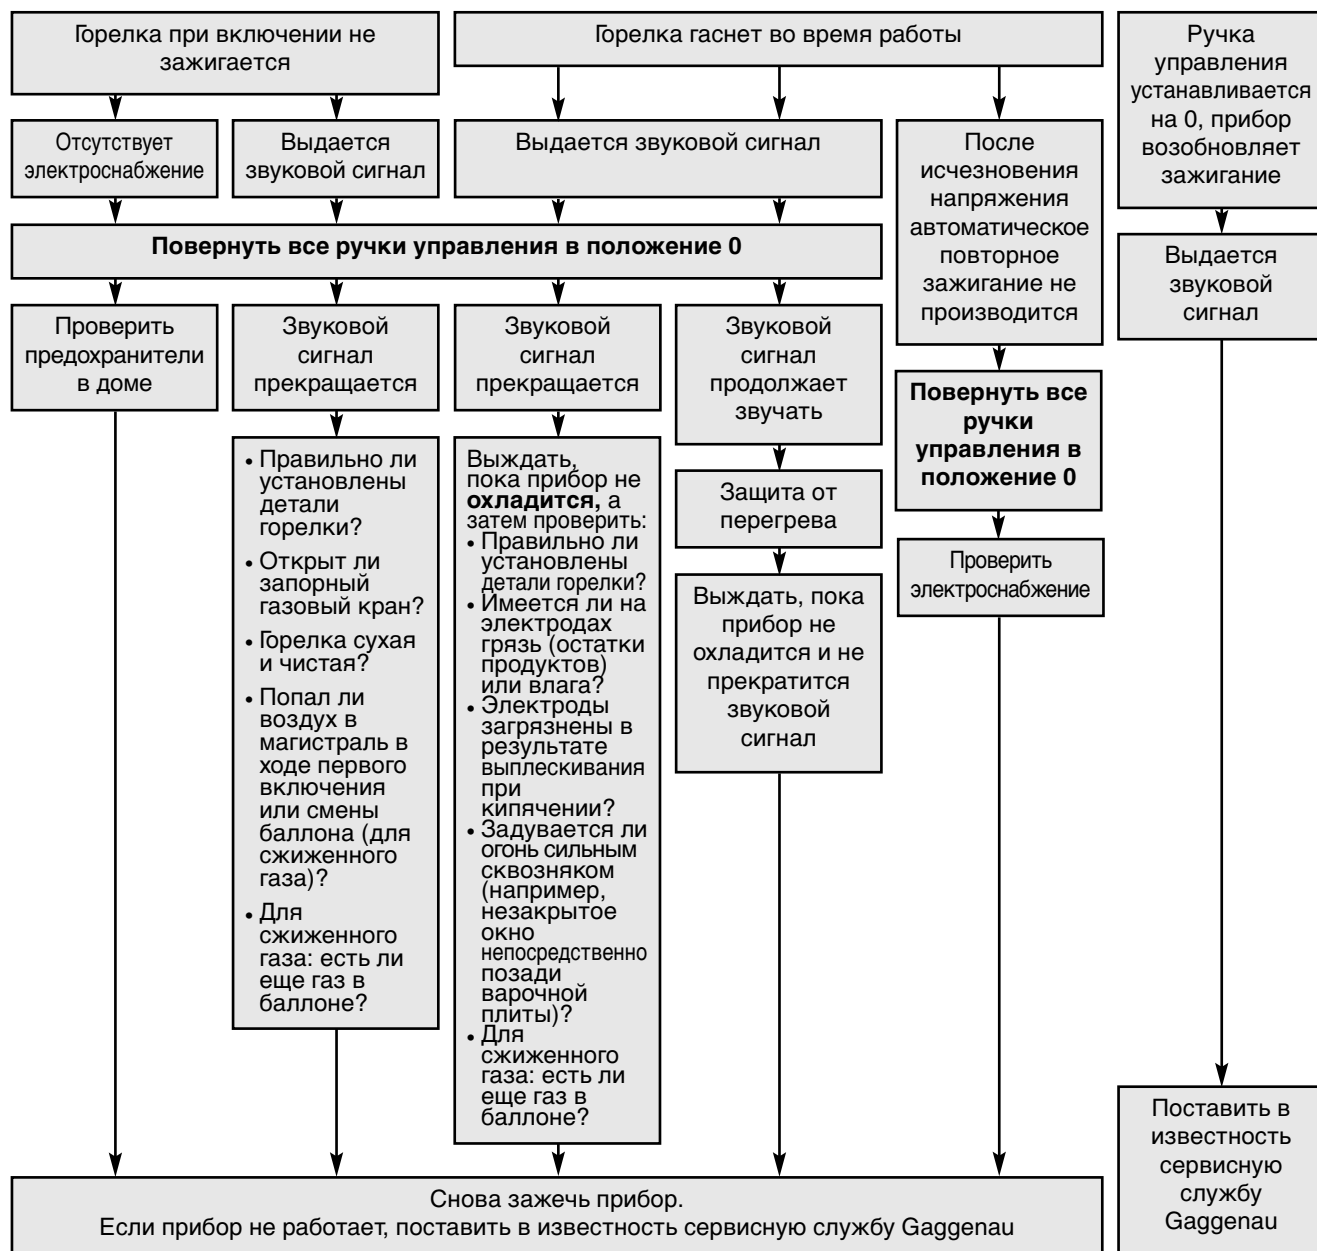 Горелка при включении не
зажигается
Горелка гаснет во время работы
Ручка
управления
устанавливается
на 0, прибор
возобновляет
зажигание
Отсутствует
электроснабжение
Выдается
звуковой сигнал
Выдается звуковой сигнал
После
исчезновения
напряжения
автоматическое
повторное
зажигание не
производится
Повернуть все ручки управления в положение 0
Выдается
звуковой
сигнал
Проверить
предохранители
в доме
Звуковой
сигнал
прекращается
Звуковой
сигнал
прекращается
Звуковой
сигнал
продолжает
звучать
Повернуть все
ручки
управления в
положение 0
• Правильно ли
установлены
детали
горелки?
• Открыт ли
запорный
газовый кран?
• Горелка сухая
и чистая?
• Попал ли
воздух в
магистраль в
ходе первого
включения
или смены
баллона (для
сжиженного
газа)?
• Для
сжиженного
газа: есть ли
еще газ в
баллоне?
Выждать,
пока прибор не
охладится, а
затем проверить:
• Правильно ли
установлены
детали горелки?
• Имеется ли на
электродах
грязь (остатки
продуктов)
или влага?
• Электроды
загрязнены в
результате
выплескивания
при
кипячении?
• Задувается ли
огонь сильным
сквозняком
(например,
незакрытое
окно
непосредственно
позади
варочной
плиты)?
• Для
сжиженного
газа: есть ли
еще газ в
баллоне?
Защита от
перегрева
Выждать, пока
прибор не
охладится и не
прекратится
звуковой
сигнал
Проверить
электроснабжение
Поставить в
известность
сервисную
службу
Gaggenau
Снова зажечь прибор.
Если прибор не работает, поставить в известность сервисную службу Gaggenau